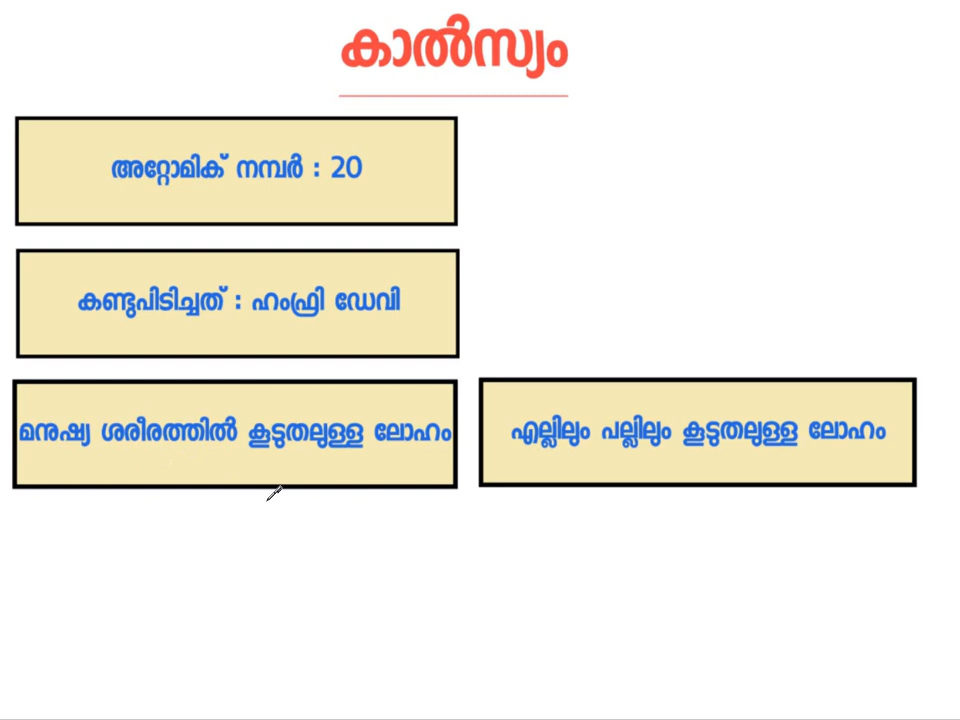 കാൽസ്യം
അറ്റോമിക് നമ്പർ : 20
കണ്ടുപിടിച്ചത് : ഹംഫ്രി ഡേവി
മനുഷ്യ ശരീരത്തിൽ കൂടുതലുള്ള ലോഹം
എല്ലിലും പല്ലിലും കൂടുതലുള്ള ലോഹം